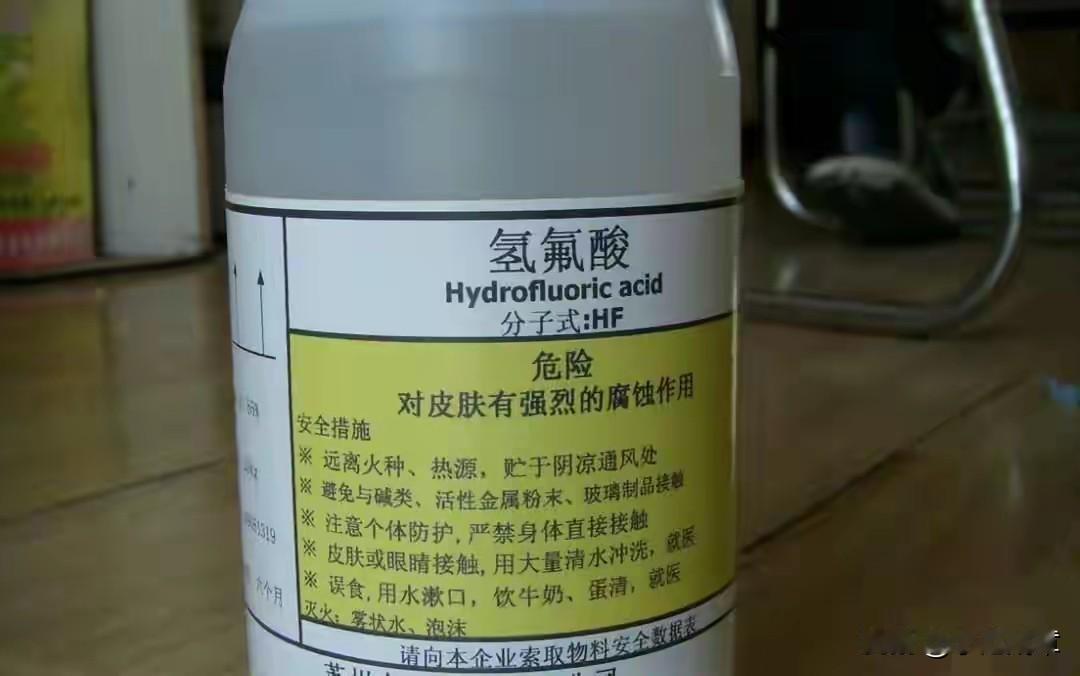 氢氟酸
Hydrofluoric acid
分子式:HF
危险
对皮肤有强烈的腐蚀作用
安全措施
※ 远离火种、热源，贮于阴凉通风处
※ 避免与碱类、活性金属粉末、玻璃制品接触
※ 注意个体防护,严禁身体直接接触
※ 皮肤或眼睛接触,用大量清水冲洗，就医
※ 误食,用水漱口，饮牛奶、蛋清，就医
灭火：雾状水、泡沫
请向本企业索取物料安全数据表
六个月